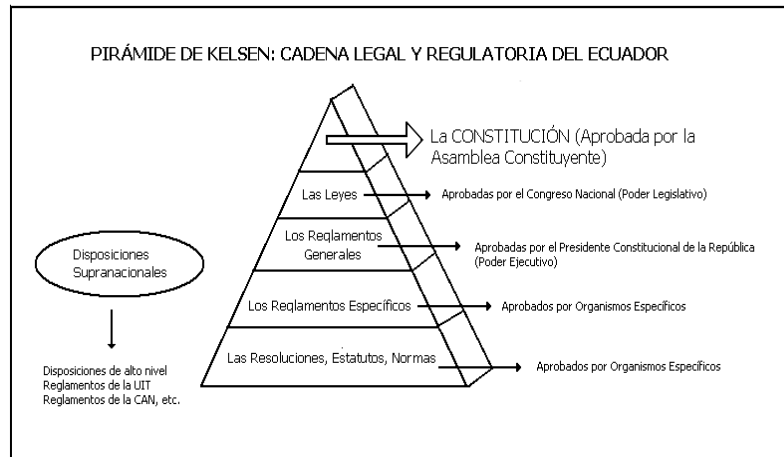 PIRÁMIDE DE KELSEN: CADENA LEGAL Y REGULATORIA DEL ECUADOR
La CONSTITUCIÓN (Aprobada por la
Asamblea Constituyente)
Las Leyes
Aprobadas por el Congreso Nacional (Poder Legislativo)
Los Reglamentos
Generales
Aprobadas por el Presidente Constitucional de la República
(Poder Ejecutivo)
Disposiciones
Supranacionales
Los Reglamentos Específicos
Aprobados por Organismos Específicos
Las Resoluciones, Estatutos, Normas
Aprobados por Organismos Específicos
Disposiciones de alto nivel
Reglamentos de la UIT
Reglamentos de la CAN, etc.